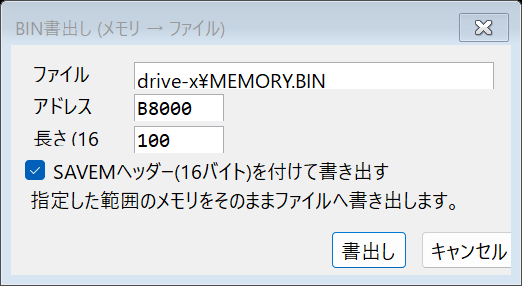 BIN書出し (メモリ → ファイル)
ファイル drive-x¥MEMORY.BIN
アドレス B8000
長さ(16 100
SAVEMヘッダー(16バイト)を付けて書き出す
指定した範囲のメモリをそのままファイルへ書き出します。
書出し キャンセル